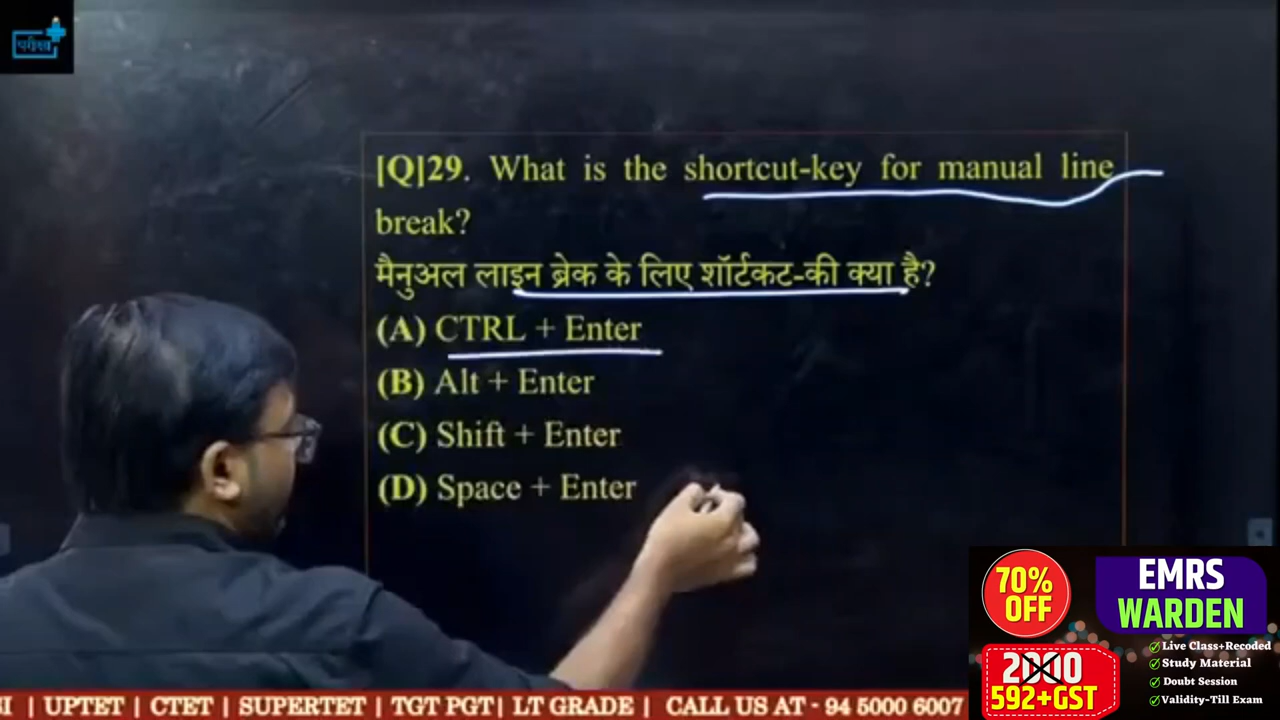 परीक्षा
[Q]29. What is the shortcut-key for manual line
break?
मैनुअल लाइन ब्रेक के लिए शॉर्टकट-की क्या है?
(A) CTRL + Enter
(B) Alt + Enter
(C) Shift + Enter
(D) Space + Enter
70%
OFF
EMRS
WARDEN
2000
592+GST
Live Class+Recoded
Study Material
Doubt Session
Validity-Till Exam
| UPTET | CTET | SUPERTET | PGT | LT GRADE | CALL US AT - 94 5000 6007